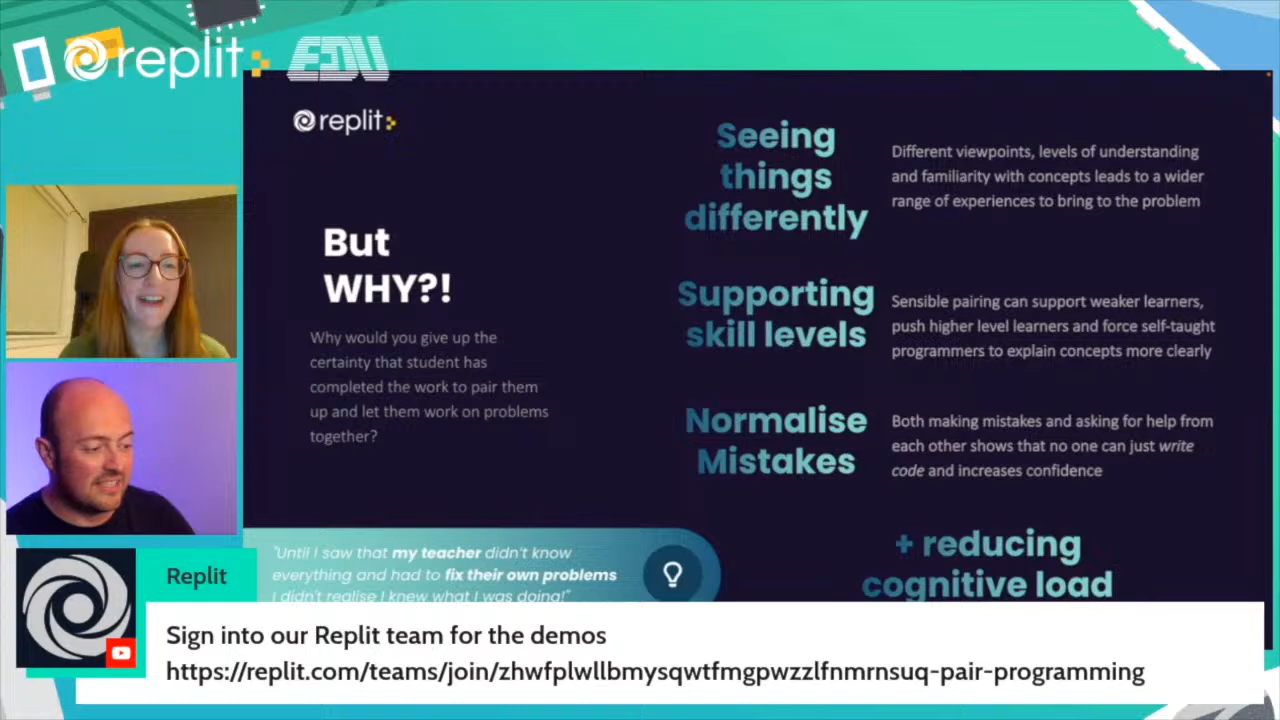 replit
EDU
replit
But
WHY?!
Why would you give up the
certainty that student has
completed the work to pair them
up and let them work on problems
together?
Seeing
things
differently
Different viewpoints, levels of understanding
and familiarity with concepts leads to a wider
range of experiences to bring to the problem
Supporting
skill levels
Sensible pairing can support weaker learners,
push higher level learners and force self-taught
programmers to explain concepts more clearly
Normalise
Mistakes
Both making mistakes and asking for help from
each other shows that no one can just write
code and increases confidence
+ reducing
cognitive load
"Until I saw that my teacher didn't know
everything and had to fix their own problems
I didn't realise I knew what I was doing!"
Replit
Sign into our Replit team for the demos
https://replit.com/teams/join/zhwfplwllbmysqwtfmgpwzzlfnmrnsuq-pair-programming